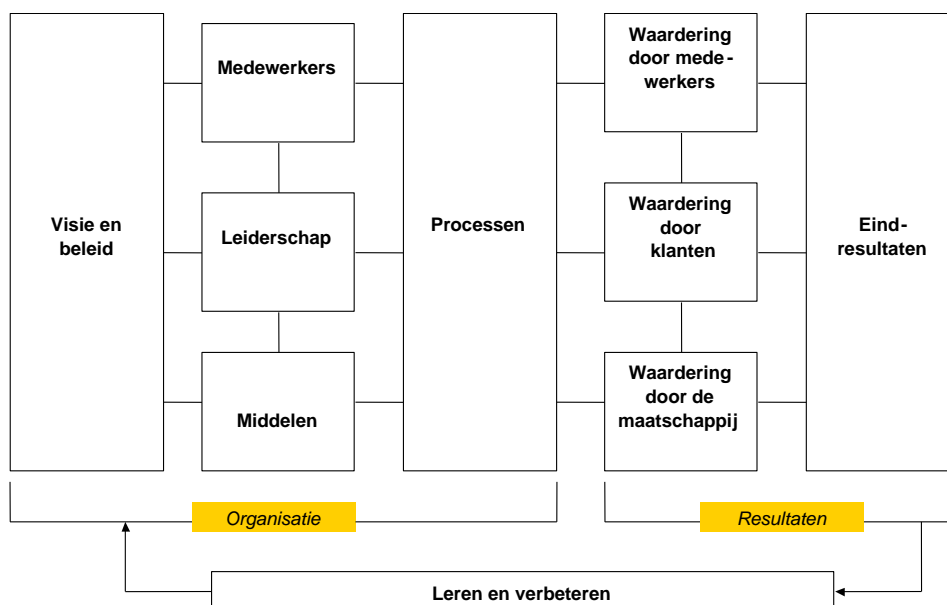 Visie en
beleid
Medewerkers
Leiderschap
Middelen
Processen
Waardering
door mede-
werkers
Waardering
door
klanten
Waardering
door de
maatschappij
Eind-
resultaten
Organisatie
Resultaten
Leren en verbeteren